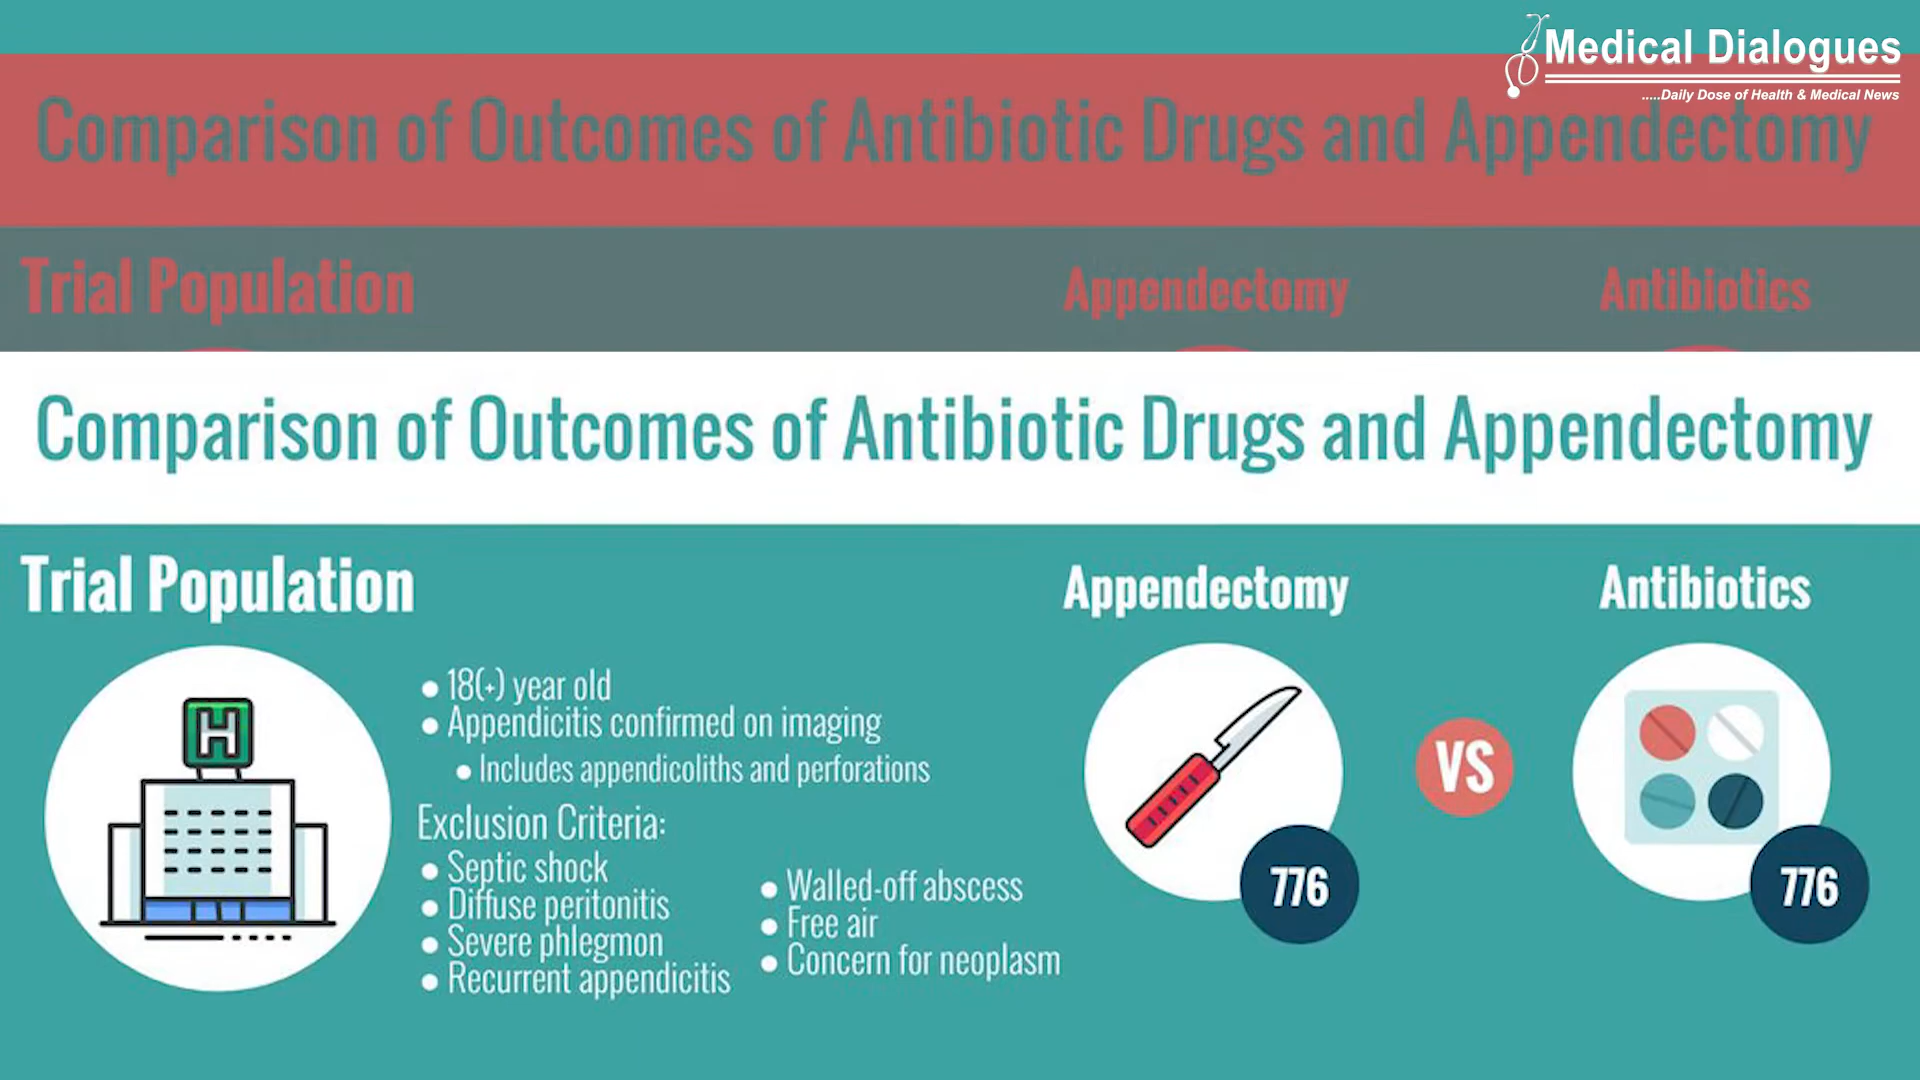 Medical Dialogues
.....Daily Dose of Health & Medical News
Comparison of Outcomes of Antibiotic Drugs and Appendectomy
Trial Population
Appendectomy
Antibiotics
Comparison of Outcomes of Antibiotic Drugs and Appendectomy
Trial Population
Appendectomy
Antibiotics
H
● 18(+) year old
● Appendicitis confirmed on imaging
● Includes appendicoliths and perforations
Exclusion Criteria:
● Septic shock
● Diffuse peritonitis
● Severe phlegmon
● Recurrent appendicitis
● Walled-off abscess
● Free air
● Concern for neoplasm
776
VS
776